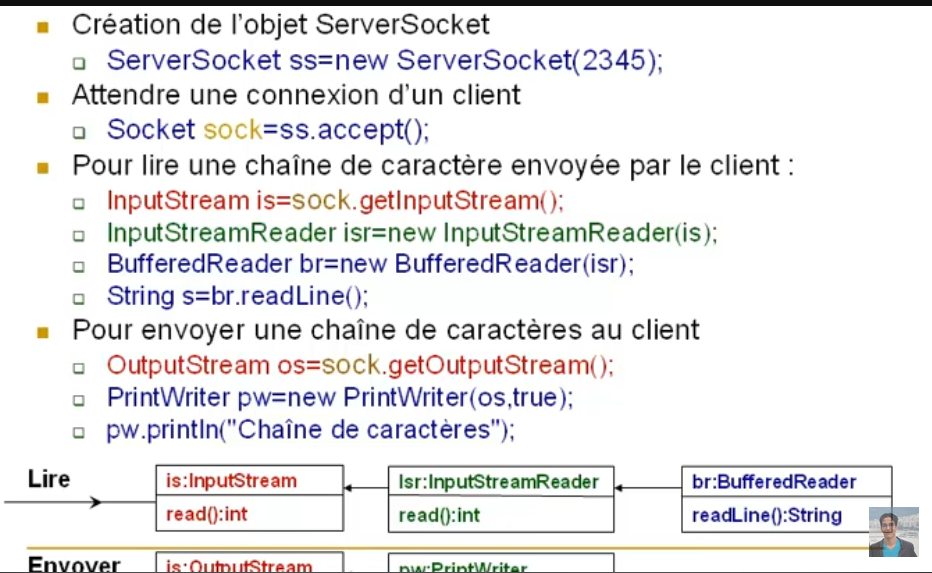 Création de l'objet ServerSocket
ServerSocket ss=new ServerSocket(2345);
Attendre une connexion d'un client
Socket sock=ss.accept();
Pour lire une chaîne de caractère envoyée par le client :
InputStream is=sock.getInputStream();
InputStreamReader isr=new InputStreamReader(is);
BufferedReader br=new BufferedReader(isr);
String s=br.readLine();
Pour envoyer une chaîne de caractères au client
OutputStream os=sock.getOutputStream();
PrintWriter pw=new PrintWriter(os,true);
pw.println("Chaîne de caractères");
Lire
is:InputStream
read():int
Isr:InputStreamReader
read():int
br:BufferedReader
readLine():String
Envoyer
is:OutputStream
pw:PrintWriter